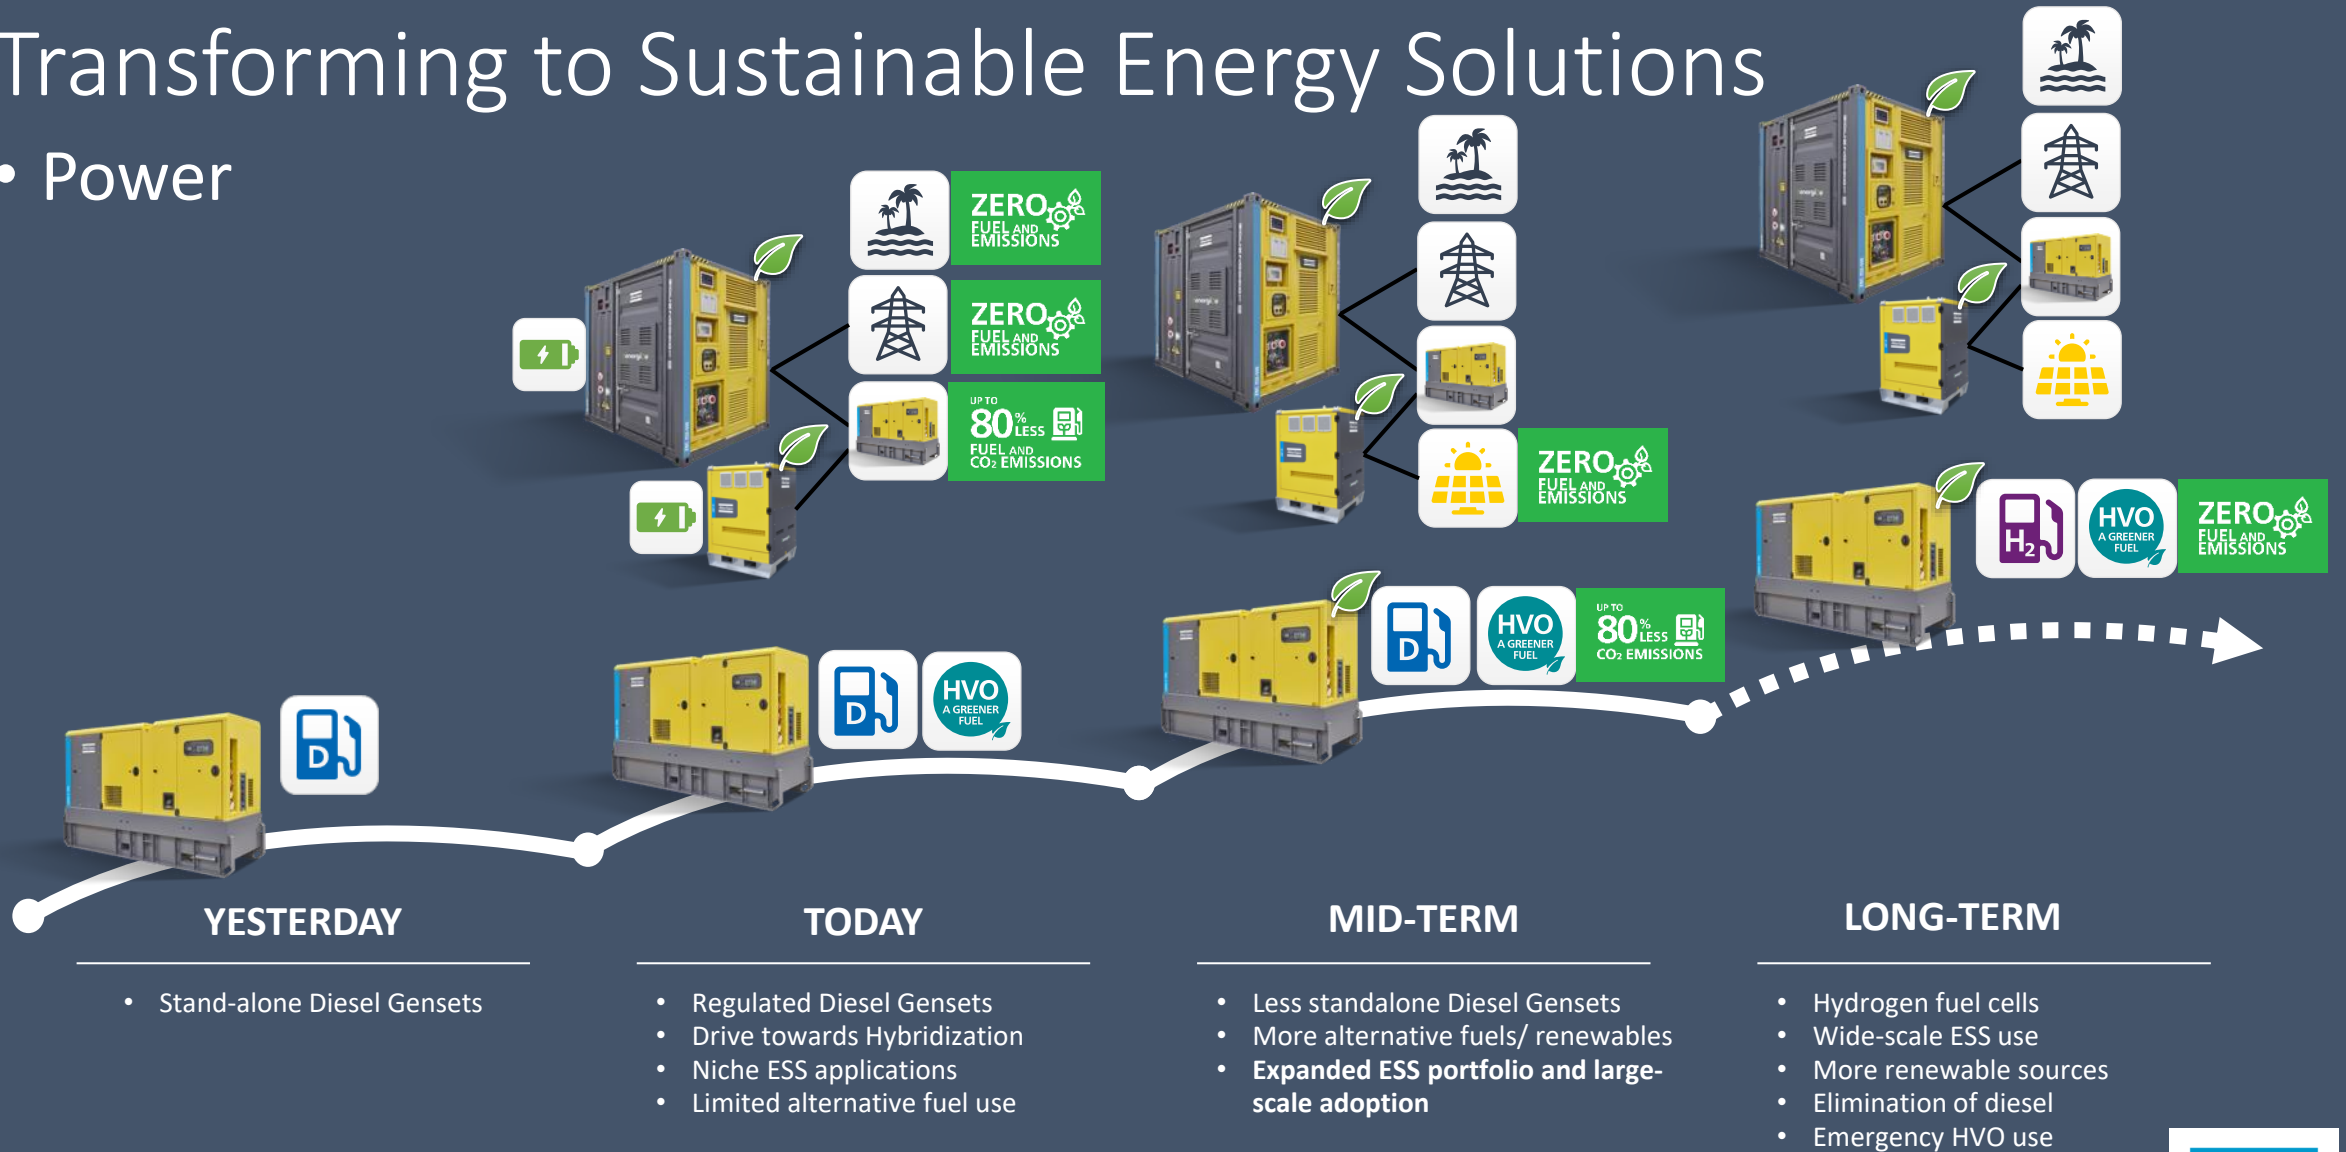 Transforming to Sustainable Energy Solutions
• Power
ZERO
FUEL AND
EMISSIONS
ZERO
FUEL AND
EMISSIONS
UP TO
80% LESS
FUEL AND
CO₂ EMISSIONS
ZERO
FUEL AND
EMISSIONS
D
HVO
A GREENER
FUEL
UP TO
80% LESS
CO₂ EMISSIONS
H₂
HVO
A GREENER
FUEL
ZERO
FUEL AND
EMISSIONS
D
D
HVO
A GREENER
FUEL
YESTERDAY
• Stand-alone Diesel Gensets
TODAY
• Regulated Diesel Gensets
• Drive towards Hybridization
• Niche ESS applications
• Limited alternative fuel use
MID-TERM
• Less standalone Diesel Gensets
• More alternative fuels/ renewables
• Expanded ESS portfolio and large-
scale adoption
LONG-TERM
• Hydrogen fuel cells
• Wide-scale ESS use
• More renewable sources
• Elimination of diesel
• Emergency HVO use